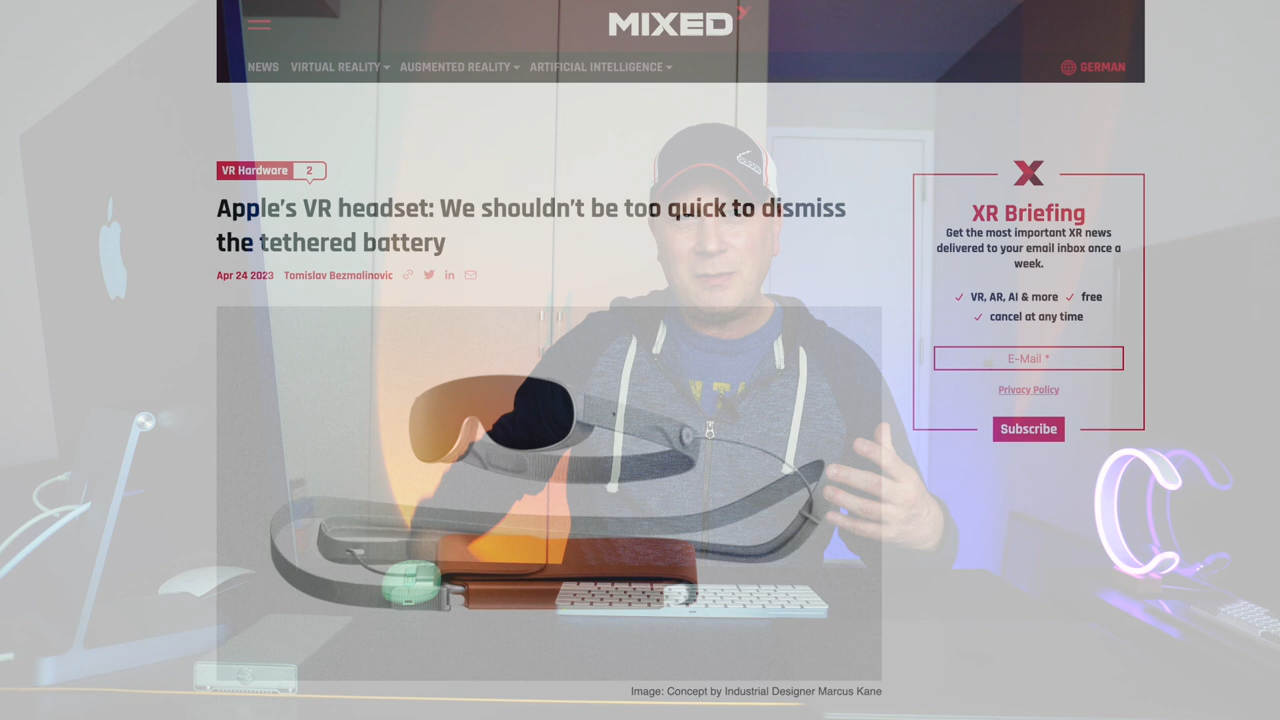 MIXED
NEWS VIRTUAL REALITY AUGMENTED REALITY ARTIFICIAL INTELLIGENCE GERMAN
VR Hardware 2
Apple's VR headset: We shouldn't be too quick to dismiss
the tethered battery
Apr 24 2023 Tomislav Bezmalinovic
XR Briefing
Get the most important XR news
delivered to your email inbox once a
week.
VR, AR, AI & more free
cancel at any time
E-Mail *
Privacy Policy
Subscribe
Image: Concept by Industrial Designer Marcus Kane